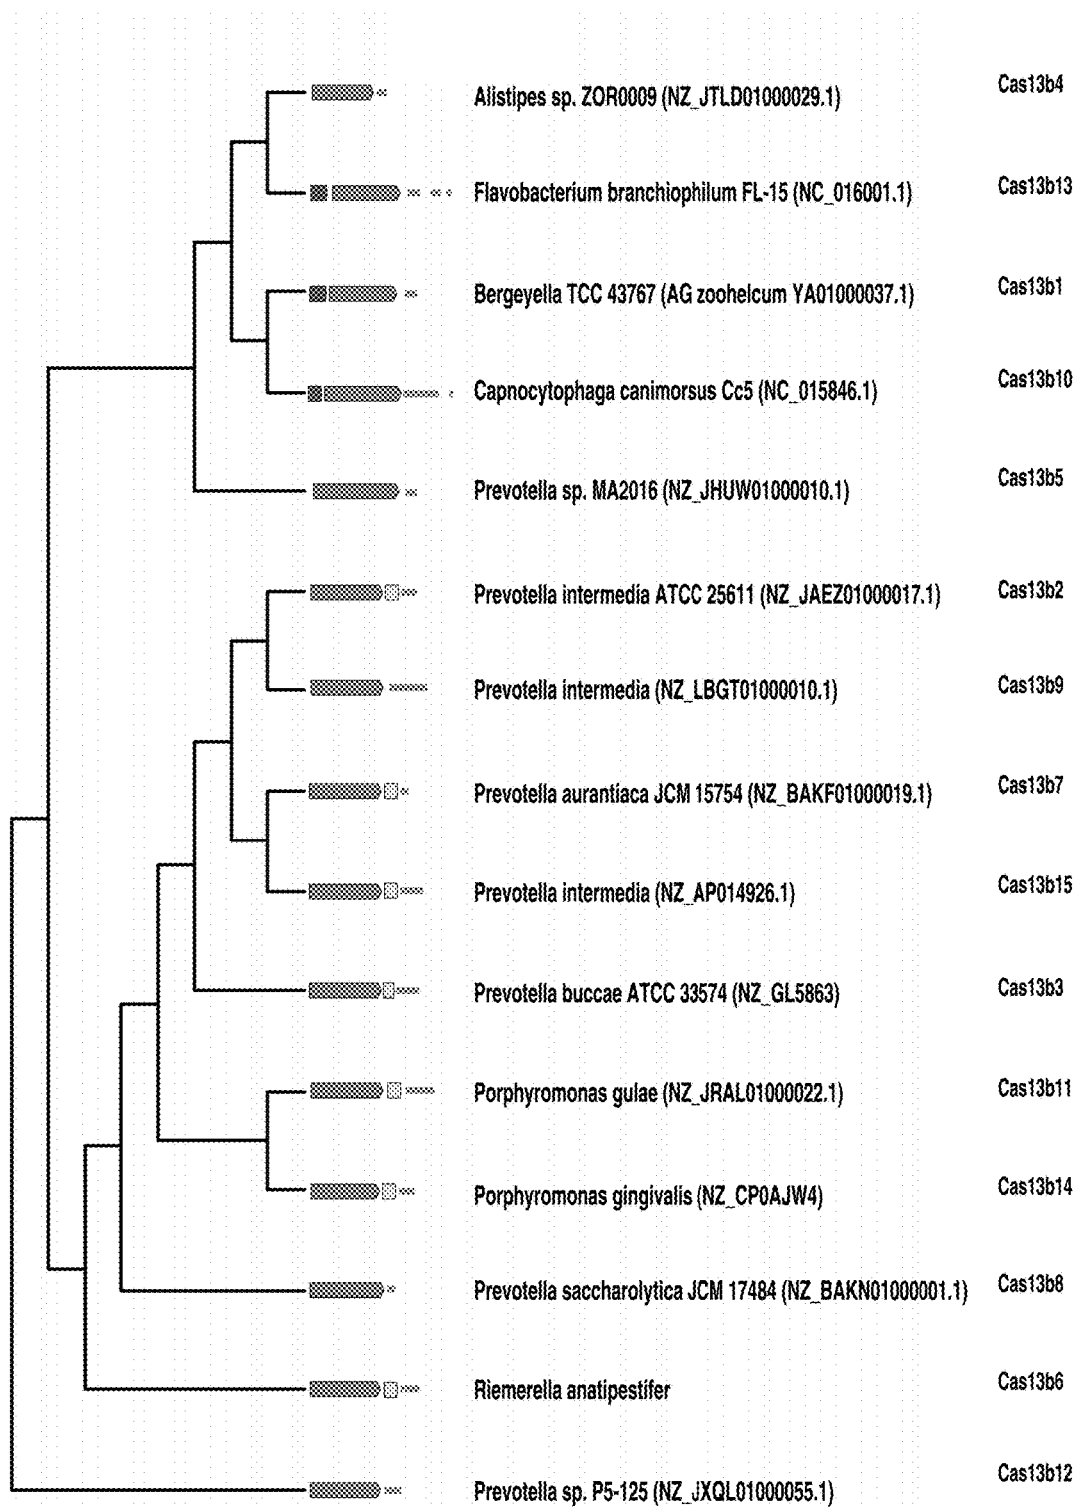 Alistipes sp. ZOR0009 (NZ_JTLD01000029.1) Cas13b4
Flavobacterium branchiophilum FL-15 (NC_016001.1) Cas13b13
Bergeyella TCC 43767 (AG zoohelcum YA01000037.1) Cas13b1
Capnocytophaga canimorsus Cc5 (NC_015846.1) Cas13b10
Prevotella sp. MA2016 (NZ_JHUW01000010.1) Cas13b5
Prevotella intermedia ATCC 25611 (NZ_JAEZ01000017.1) Cas13b2
Prevotella intermedia (NZ_LBGT01000010.1) Cas13b9
Prevotella aurantiaca JCM 15754 (NZ_BAKF01000019.1) Cas13b7
Prevotella intermedia (NZ_AP014926.1) Cas13b15
Prevotella buccae ATCC 33574 (NZ_GL5863) Cas13b3
Porphyromonas gulae (NZ_JRAL01000022.1) Cas13b11
Porphyromonas gingivalis (NZ_CP0AJW4) Cas13b14
Prevotella saccharolytica JCM 17484 (NZ_BAKN01000001.1) Cas13b8
Riemerella anatipestifer Cas13b6
Prevotella sp. P5-125 (NZ_JXQL01000055.1) Cas13b12